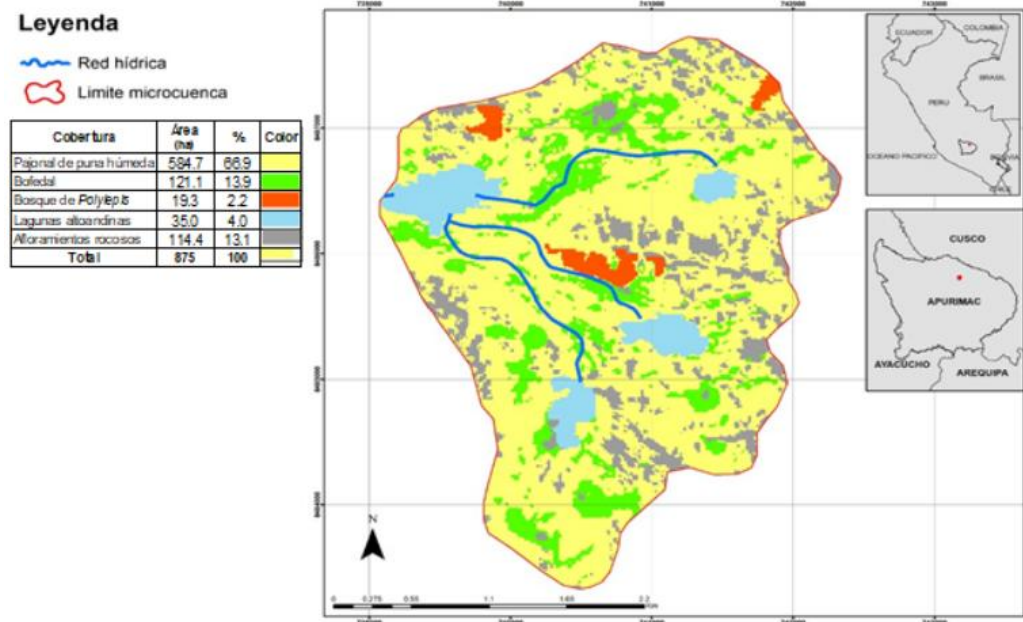 Leyenda
Red hídrica
Limite microcuenca
Cobertura Área (ha) % Color
Pajonal de puna húmeda 584.7 66.9
Bofedal 121.1 13.9
Bosque de Polylepis 19.3 2.2
Lagunas altoandinas 35.0 4.0
Afloramientos rocosos 114.4 13.1
Total 875 100
ECUADOR
COLOMBIA
BRASIL
PERU
OCEANO PACIFICO
BOLIVIA
CHILE
CUSCO
APURIMAC
AYACUCHO
AREQUIPA
N
0 0.275 0.55 1.1 1.65 2.2